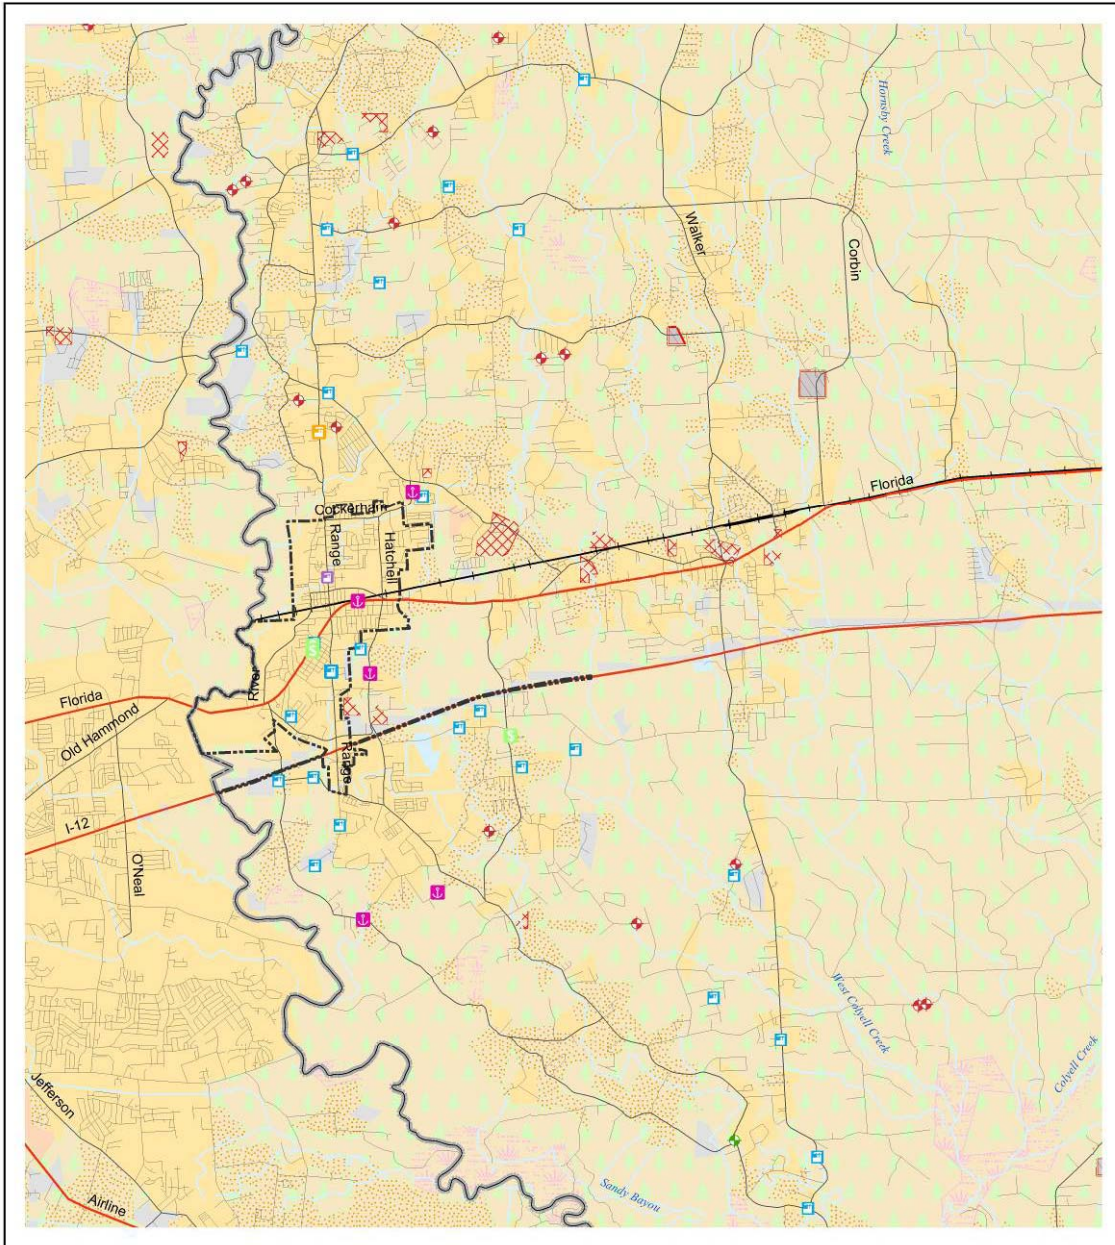 Hornsby Creek
Walker
Corbin
Florida
Cockerham
Range
Hatchell
River
Florida
Old Hammond
Range
I-12
O'Neal
West Colyell Creek
Colyell Creek
Jefferson
Sandy Bayou
Airline